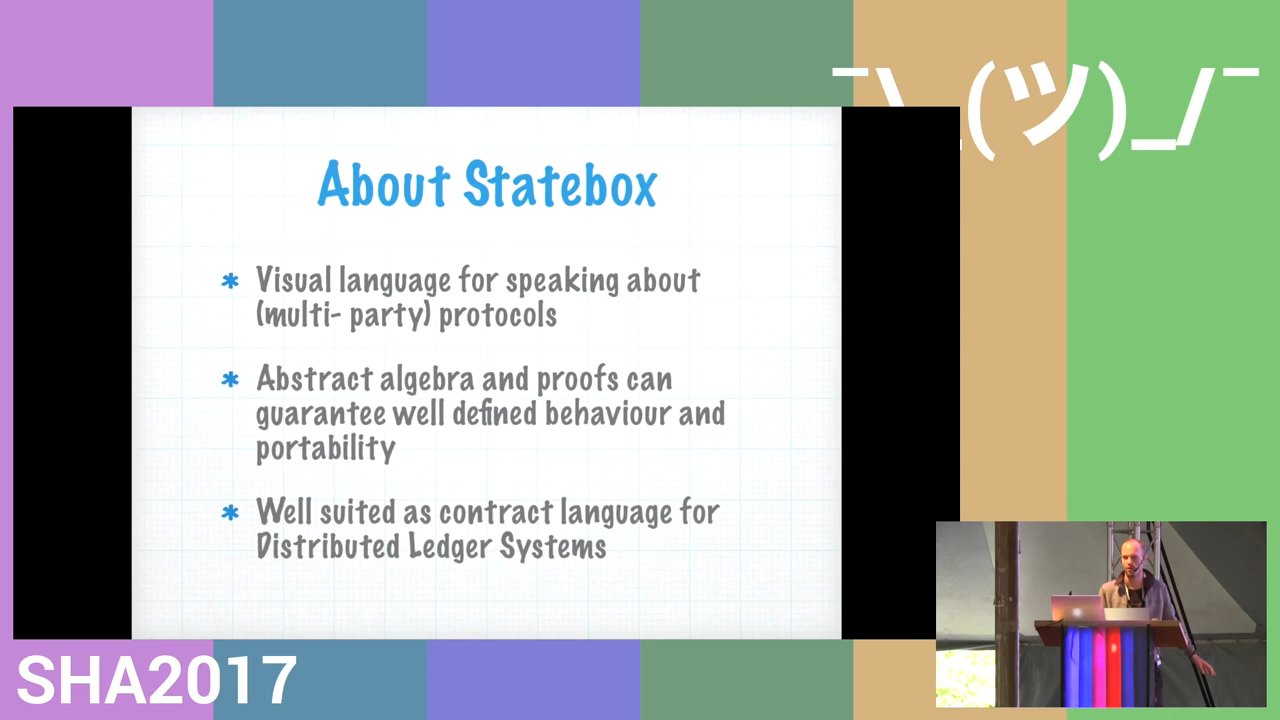 ¯\_(ツ)_/¯
About Statebox
* Visual language for speaking about
(multi- party) protocols
* Abstract algebra and proofs can
guarantee well defined behaviour and
portability
* Well suited as contract language for
Distributed Ledger Systems
SHA2017